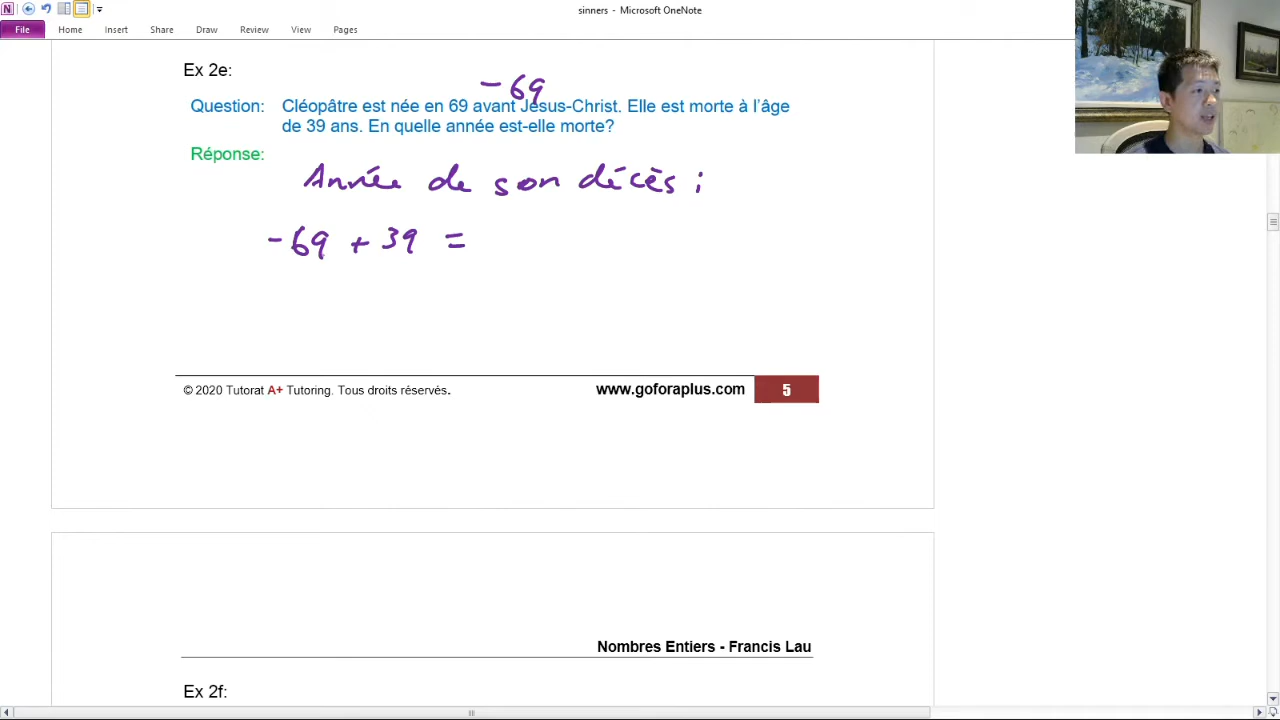 sinners - Microsoft OneNote
File Home Insert Share Draw Review View Pages
Ex 2e:
-69
Question: Cléopâtre est née en 69 avant Jésus-Christ. Elle est morte à l'âge
de 39 ans. En quelle année est-elle morte?
Réponse:
Année de son décès :
-69 + 39 =
© 2020 Tutorat A+ Tutoring. Tous droits réservés. www.goforaplus.com 5
Nombres Entiers - Francis Lau
Ex 2f: